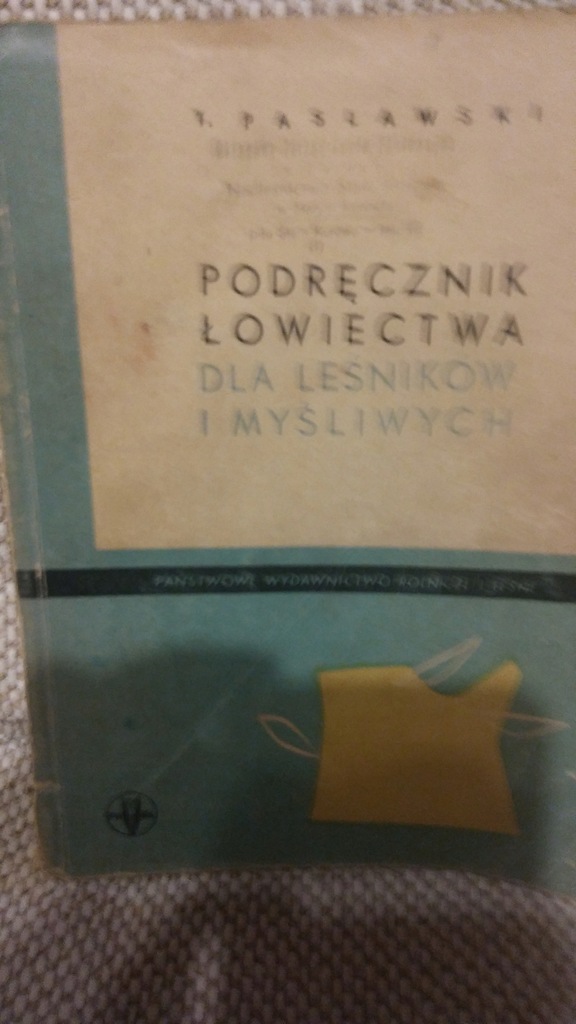 T. PASŁAWSKI
PODRĘCZNIK
ŁOWIECTWA
DLA LEŚNIKÓW
I MYŚLIWYCH
PAŃSTWOWE WYDAWNICTWO ROLNICZE I LEŚNE